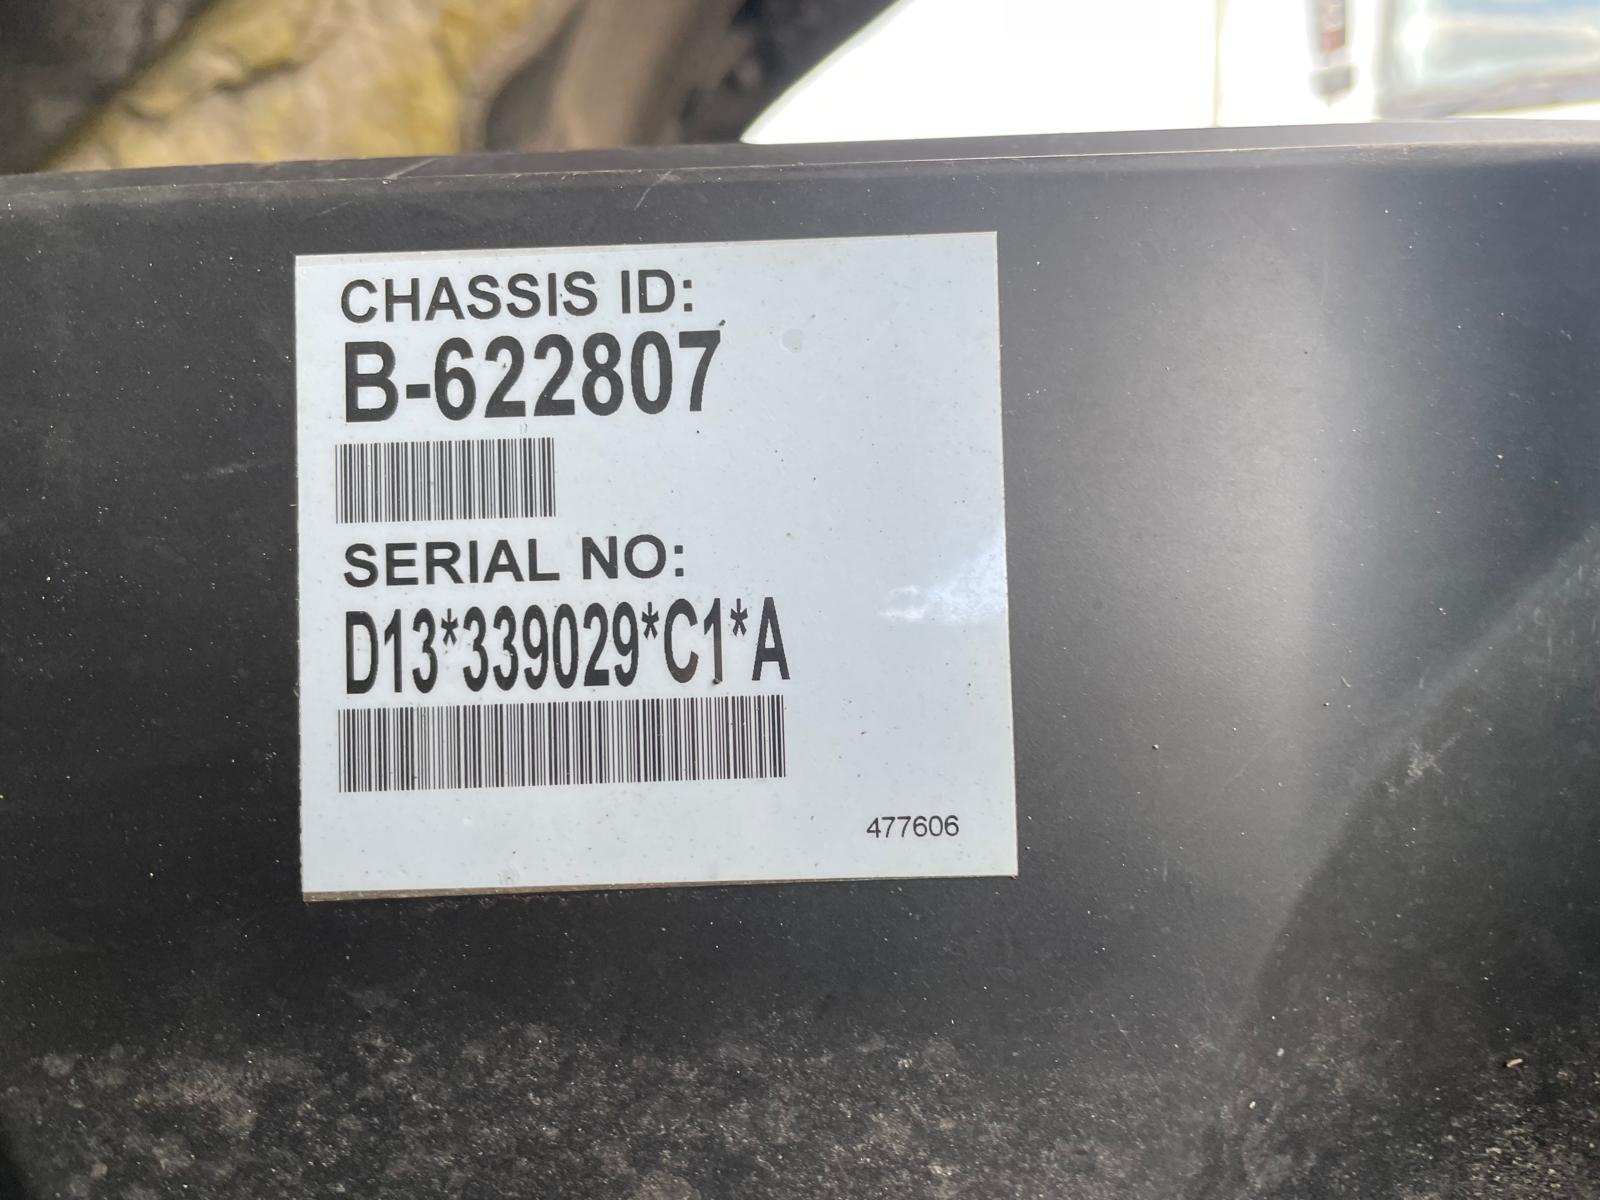 CHASSIS ID:
B-622807
SERIAL NO:
D13*339029*C1*A
477606